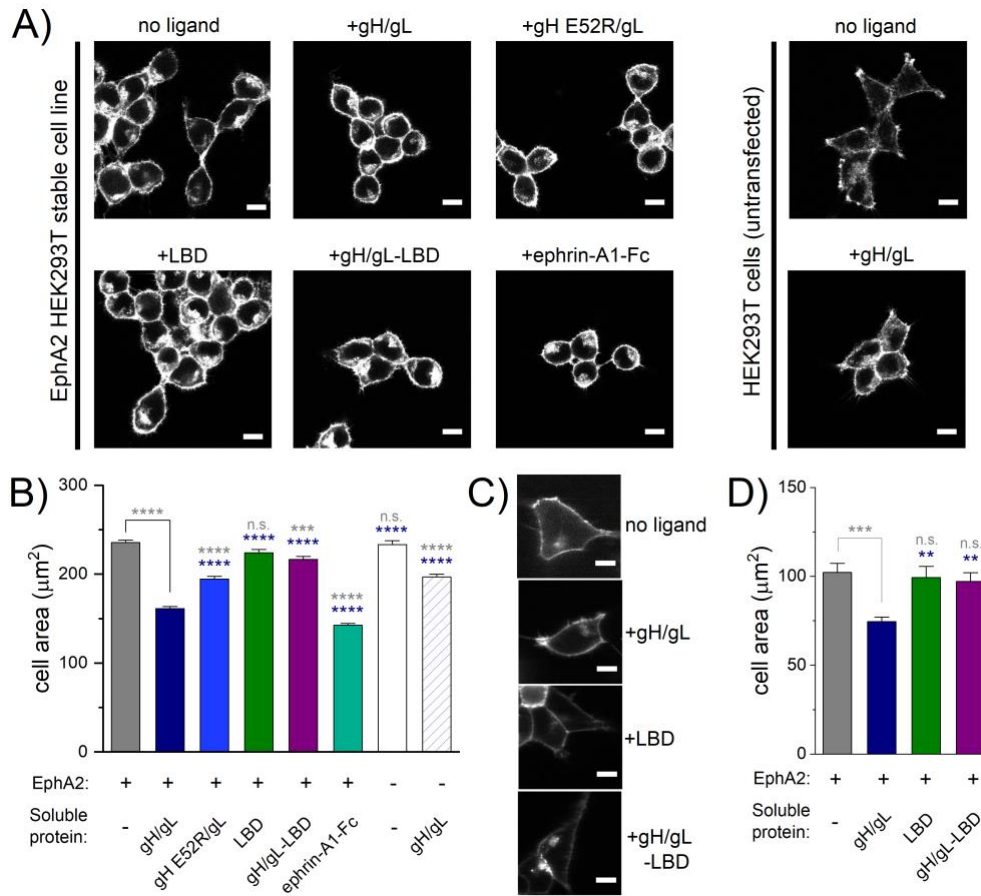 A)
no ligand
+gH/gL
+gH E52R/gL
no ligand
EphA2 HEK293T stable cell line
+LBD
+gH/gL-LBD
+ephrin-A1-Fc
HEK293T cells (untransfected)
+gH/gL
B)
300
200
100
0
cell area (μm²)
****
****
****
n.s.
****
***
****
****
****
n.s.
****
****
****
EphA2: + + + + + + - -
Soluble protein: - gH/gL gH E52R/gL LBD gH/gL-LBD ephrin-A1-Fc - gH/gL
C)
no ligand
+gH/gL
+LBD
+gH/gL
-LBD
D)
150
100
50
0
cell area (μm²)
***
n.s.
**
n.s.
**
EphA2: + + + +
Soluble protein: - gH/gL LBD gH/gL-LBD